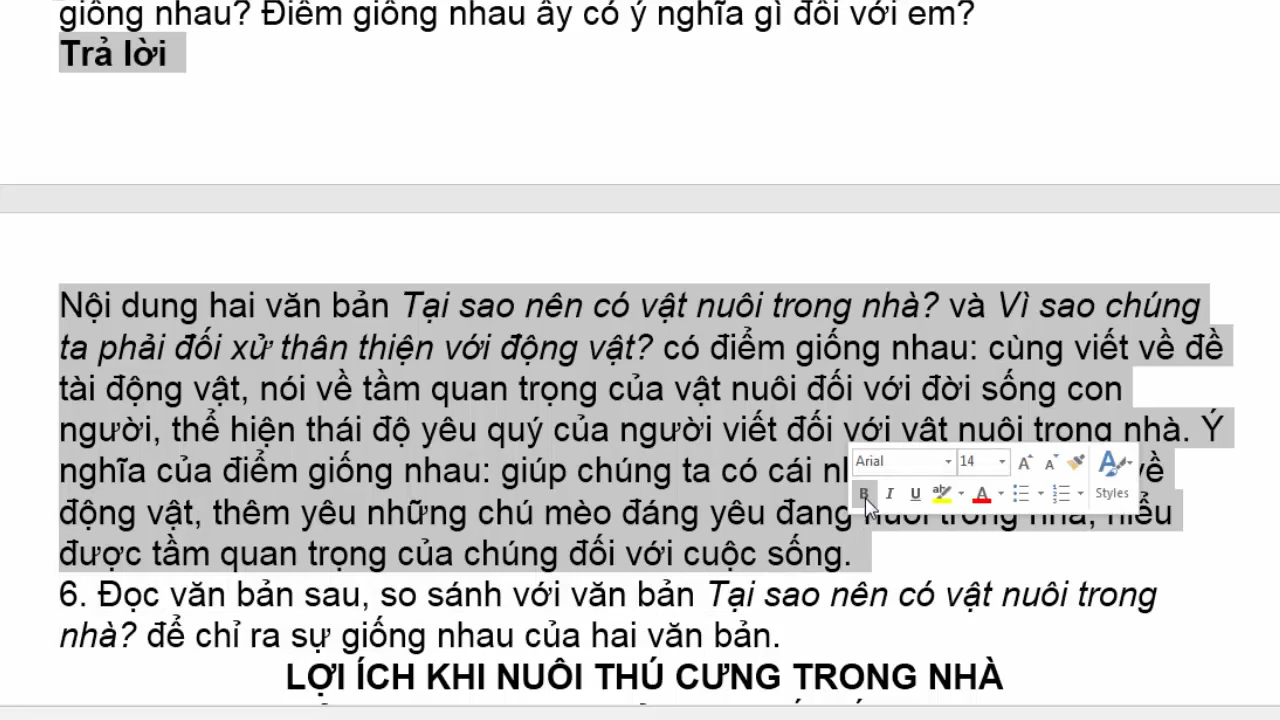 giống nhau? Điểm giống nhau ấy có ý nghĩa gì đối với em?
Trả lời
Nội dung hai văn bản Tại sao nên có vật nuôi trong nhà? và Vì sao chúng
ta phải đối xử thân thiện với động vật? có điểm giống nhau: cùng viết về đề
tài động vật, nói về tầm quan trọng của vật nuôi đối với đời sống con
người, thể hiện thái độ yêu quý của người viết đối với vật nuôi trong nhà. Ý
nghĩa của điểm giống nhau: giúp chúng ta có cái về
Arial 14
B I U ab A Styles
động vật, thêm yêu những chú mèo đáng yêu đang nuôi trong nhà, hiểu
được tầm quan trọng của chúng đối với cuộc sống.
6. Đọc văn bản sau, so sánh với văn bản Tại sao nên có vật nuôi trong
nhà? để chỉ ra sự giống nhau của hai văn bản.
LỢI ÍCH KHI NUÔI THÚ CƯNG TRONG NHÀ